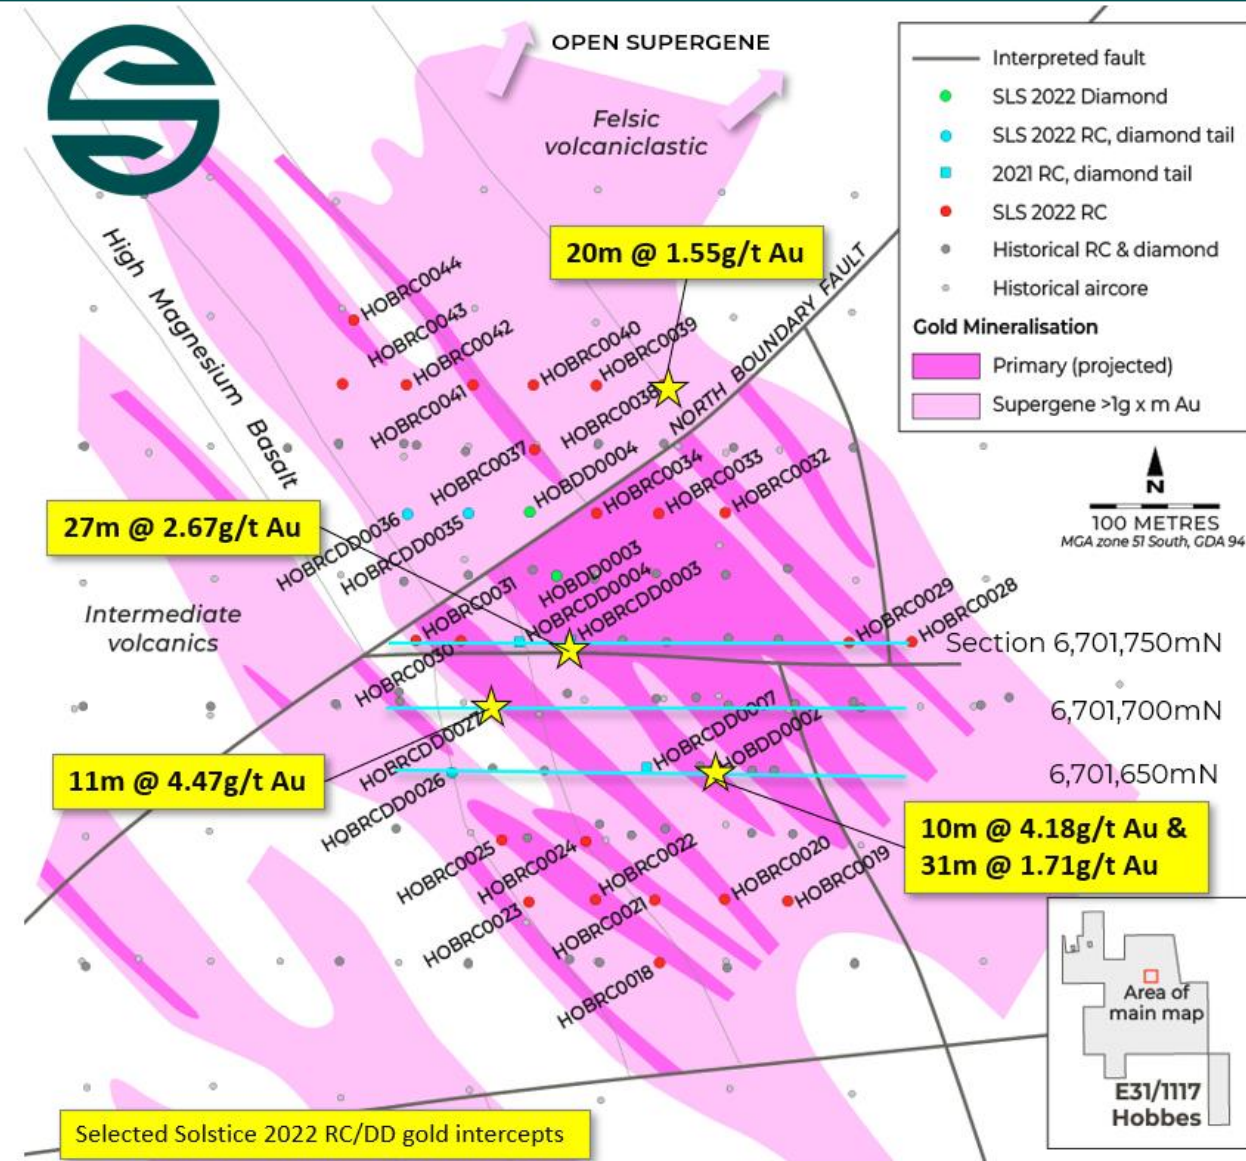 OPEN SUPERGENE
Felsic
volcaniclastic
Interpreted fault
SLS 2022 Diamond
SLS 2022 RC, diamond tail
2021 RC, diamond tail
SLS 2022 RC
Historical RC & diamond
Historical aircore
Gold Mineralisation
Primary (projected)
Supergene >1g x m Au
N
100 METRES
MGA zone 51 South, GDA 94
High Magnesium Basalt
20m @ 1.55g/t Au
NORTH BOUNDARY FAULT
HOBRC0044
HOBRC0043
HOBRC0042
HOBRC0041
HOBRC0040
HOBRC0039
HOBRC0038
HOBRC0037
HOBDD0004
HOBRC0034
HOBRC0033
HOBRC0032
27m @ 2.67g/t Au
HOBRCDD0036
HOBRCDD0035
Intermediate
volcanics
HOBRC0031
HOBDD0003
HOBRCDD0004
HOBRCDD0003
HOBRC0029
HOBRC0028
Section 6,701,750mN
HOBRC0030
6,701,700mN
HOBRCDD0027
HOBRCDD0007
HOBDD0002
11m @ 4.47g/t Au
6,701,650mN
HOBRCDD0026
10m @ 4.18g/t Au &
31m @ 1.71g/t Au
HOBRC0025
HOBRC0024
HOBRC0022
HOBRC0020
HOBRC0019
HOBRC0023
HOBRC0021
HOBRC0018
Area of
main map
E31/1117
Hobbes
Selected Solstice 2022 RC/DD gold intercepts